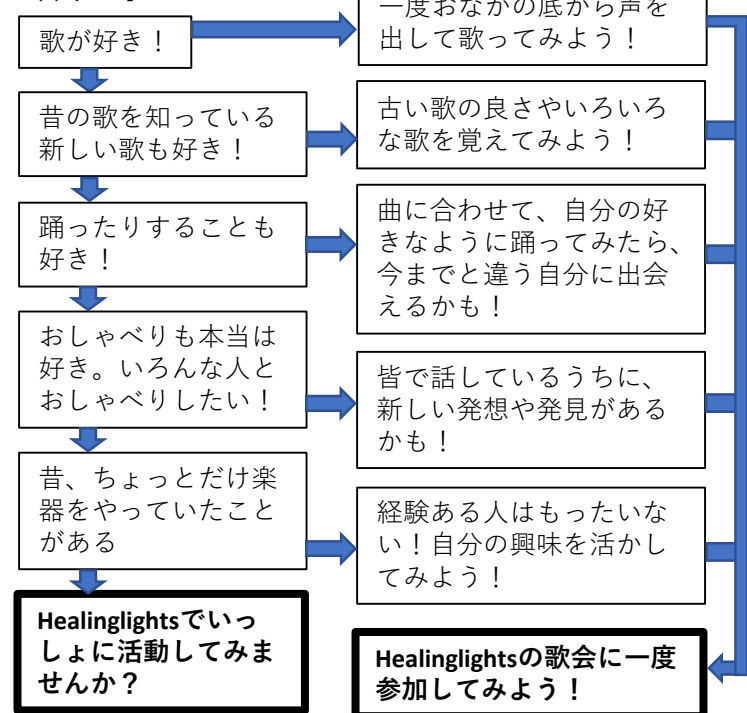 歌が好き！
一度おなかの底から声を
出して歌ってみよう！
昔の歌を知っている
新しい歌も好き！
古い歌の良さやいろいろ
な歌を覚えてみよう！
踊ったりすることも
好き！
曲に合わせて、自分の好
きなように踊ってみたら、
今までと違う自分に出会
えるかも！
おしゃべりも本当は
好き。いろんな人と
おしゃべりしたい！
皆で話しているうちに、
新しい発想や発見がある
かも！
昔、ちょっとだけ楽
器をやっていたこと
がある
経験ある人はもったいな
い！自分の興味を活かし
てみよう！
Healinglightsでいっ
しょに活動してみま
せんか？
Healinglightsの歌会に一度
参加してみよう！